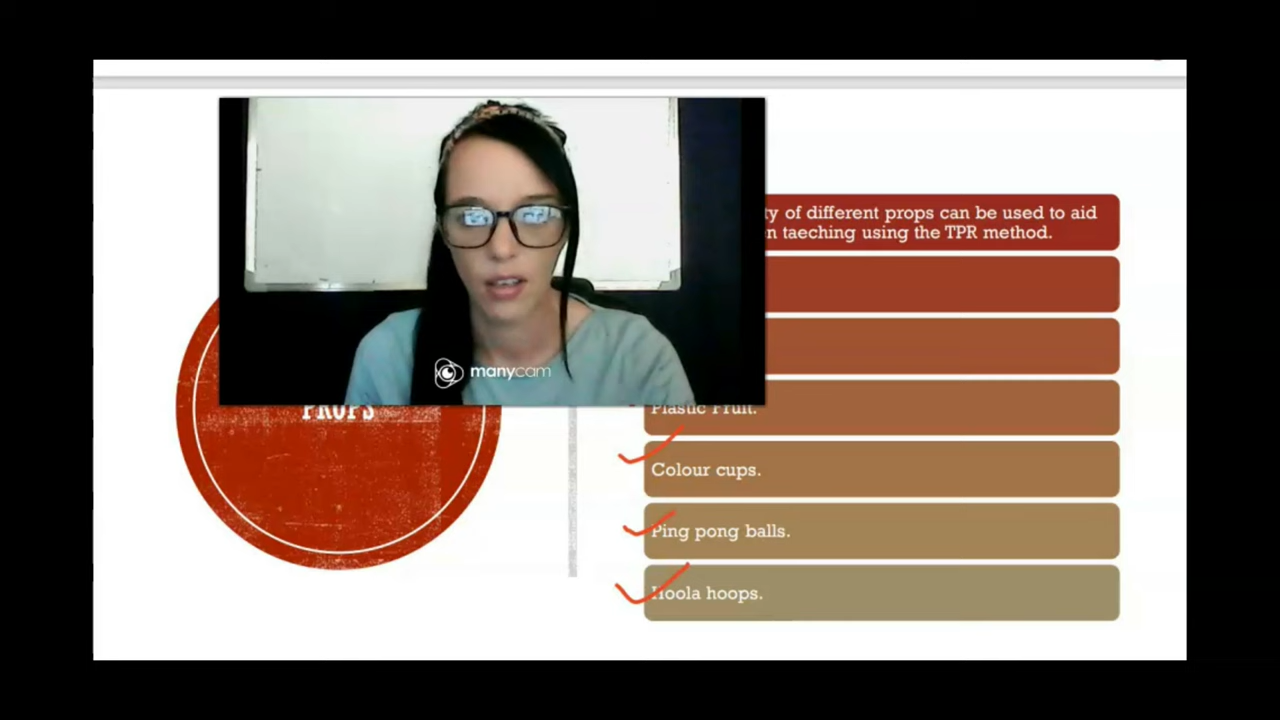 ty of different props can be used to aid
n taeching using the TPR method.
manycam
PROPS
Plastic Fruit.
Colour cups.
Ping pong balls.
Hoola hoops.